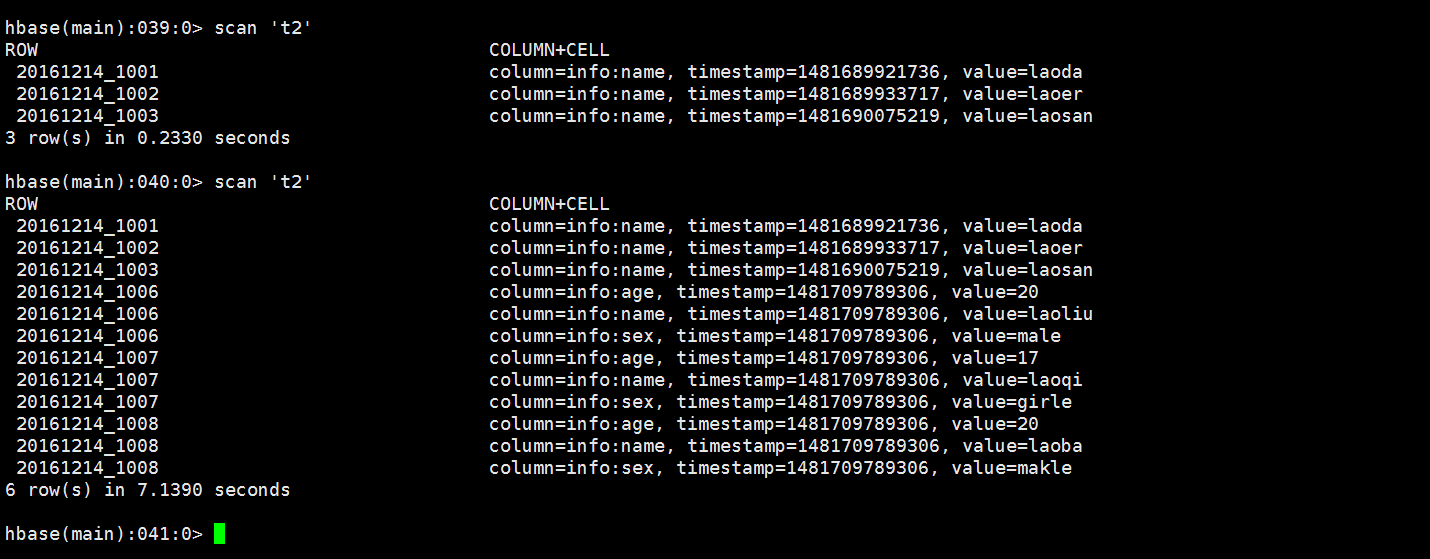 hbase(main):039:0> scan 't2'
ROW COLUMN+CELL
20161214_1001 column=info:name, timestamp=1481689921736, value=laoda
20161214_1002 column=info:name, timestamp=1481689933717, value=laoer
20161214_1003 column=info:name, timestamp=1481690075219, value=laosan
3 row(s) in 0.2330 seconds
hbase(main):040:0> scan 't2'
ROW COLUMN+CELL
20161214_1001 column=info:name, timestamp=1481689921736, value=laoda
20161214_1002 column=info:name, timestamp=1481689933717, value=laoer
20161214_1003 column=info:name, timestamp=1481690075219, value=laosan
20161214_1006 column=info:age, timestamp=1481709789306, value=20
20161214_1006 column=info:name, timestamp=1481709789306, value=laoliu
20161214_1006 column=info:sex, timestamp=1481709789306, value=male
20161214_1007 column=info:age, timestamp=1481709789306, value=17
20161214_1007 column=info:name, timestamp=1481709789306, value=laoqi
20161214_1007 column=info:sex, timestamp=1481709789306, value=girle
20161214_1008 column=info:age, timestamp=1481709789306, value=20
20161214_1008 column=info:name, timestamp=1481709789306, value=laoba
20161214_1008 column=info:sex, timestamp=1481709789306, value=makle
6 row(s) in 7.1390 seconds
hbase(main):041:0>